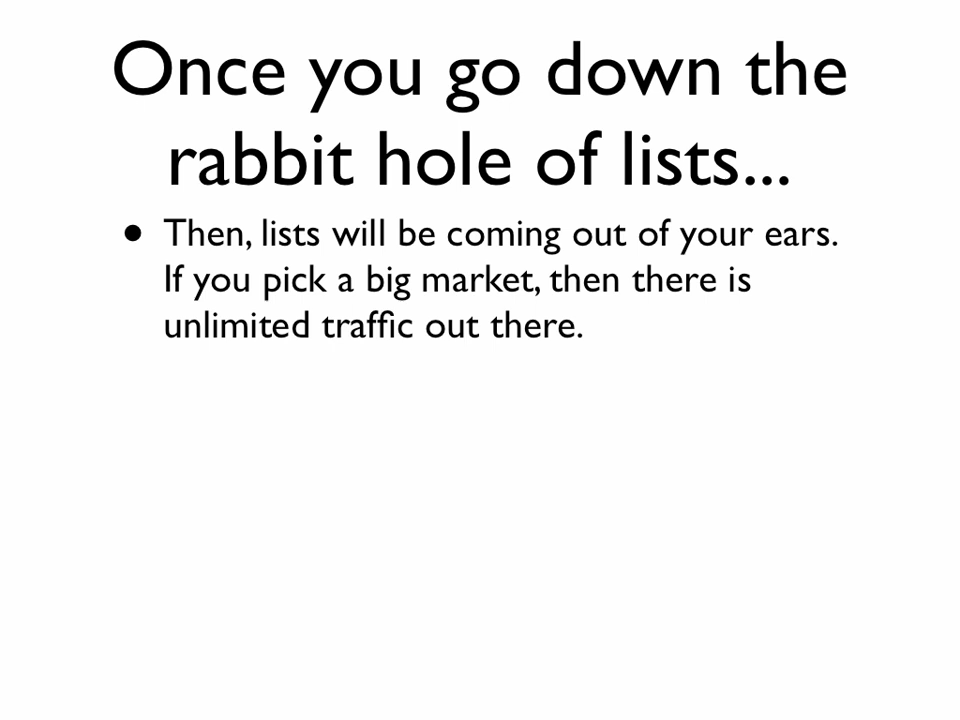 Once you go down the
rabbit hole of lists...
• Then, lists will be coming out of your ears.
If you pick a big market, then there is
unlimited traffic out there.